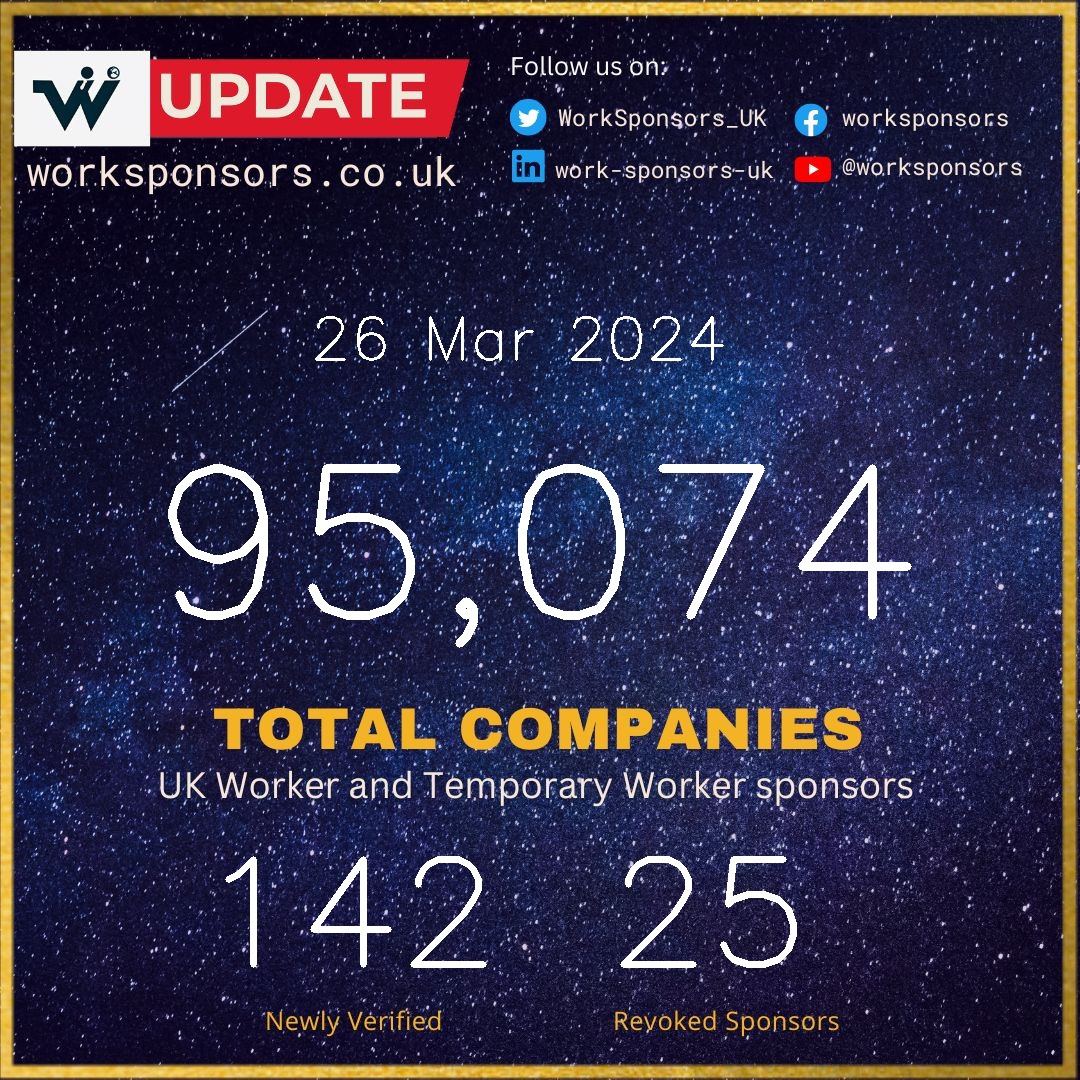 UPDATE
worksponsors.co.uk
Follow us on:
WorkSponsors_UK
worksponsors
work-sponsors-uk
@worksponsors
26 Mar 2024
95,074
TOTAL COMPANIES
UK Worker and Temporary Worker sponsors
142 25
Newly Verified Revoked Sponsors